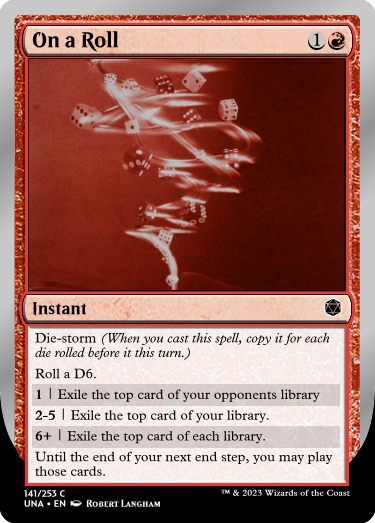 On a Roll 1
Instant
Die-storm (When you cast this spell, copy it for each
die rolled before it this turn.)
Roll a D6.
1 | Exile the top card of your opponents library
2-5 | Exile the top card of your library.
6+ | Exile the top card of each library.
Until the end of your next end step, you may play
those cards.
141/253 C
UNA • EN Robert Langham
™ & 2023 Wizards of the Coast